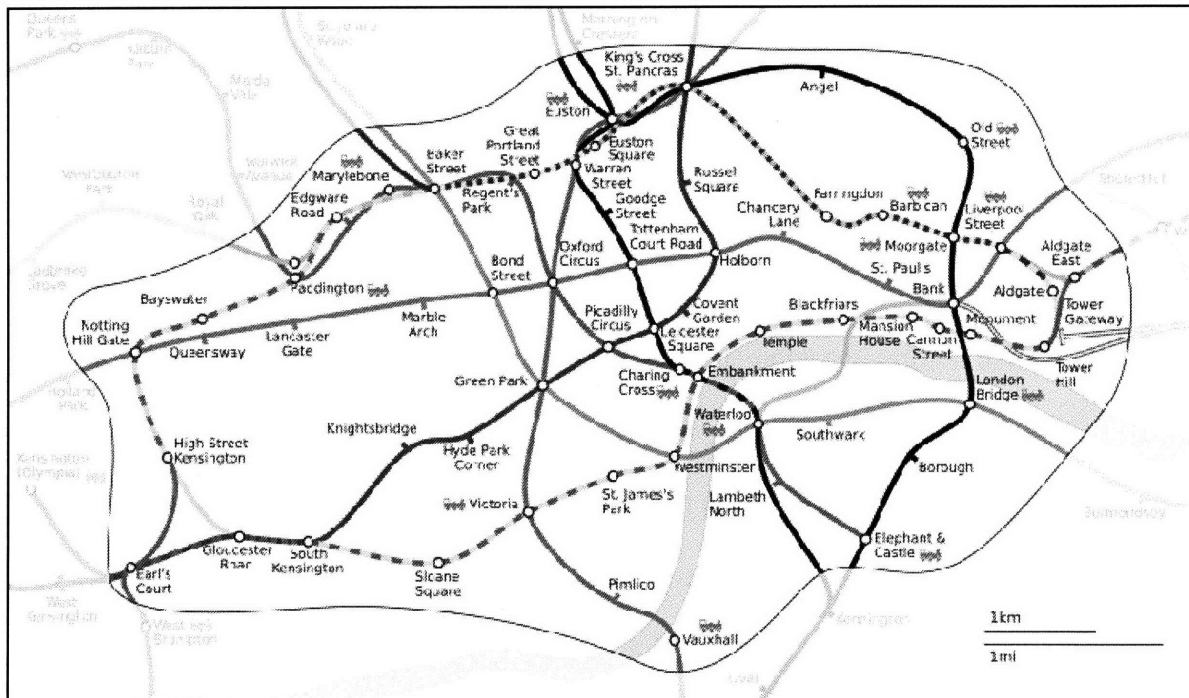 King's Cross
St. Pancras
Angel
Euston
Old
Street
Great
Portland
Street
Euston
Square
Baker
Street
Marylebone
Warran
Street
Edgware
Road
Regent's
Park
Russel
Square
Goodge
Street
Farringdon
Barbican
Liverpool
Street
Chancery
Lane
Tottenham
Court Road
Moorgate
Aldgate
East
Oxford
Circus
Holborn
St. Paul's
Bond
Street
Bank
Paddington
Aldgate
Bayswater
Picadilly
Circus
Covent
Garden
Blackfriars
Tower
Gateway
Notting
Hill Gate
Marble
Arch
Monument
Lancaster
Gate
Mansion
House
Queensway
Leicester
Square
Temple
Cannon
Street
Tower
Hill
Charing
Cross
Embankment
Green Park
London
Bridge
Waterloo
Knightsbridge
Southwark
High Street
Kensington
Hyde Park
Corner
Westminster
Borough
St. James's
Park
Lambeth
North
Victoria
Elephant &
Castle
Gloucester
Road
South
Kensington
Earl's
Court
Sloane
Square
Pimlico
Vauxhall
1km
1mi